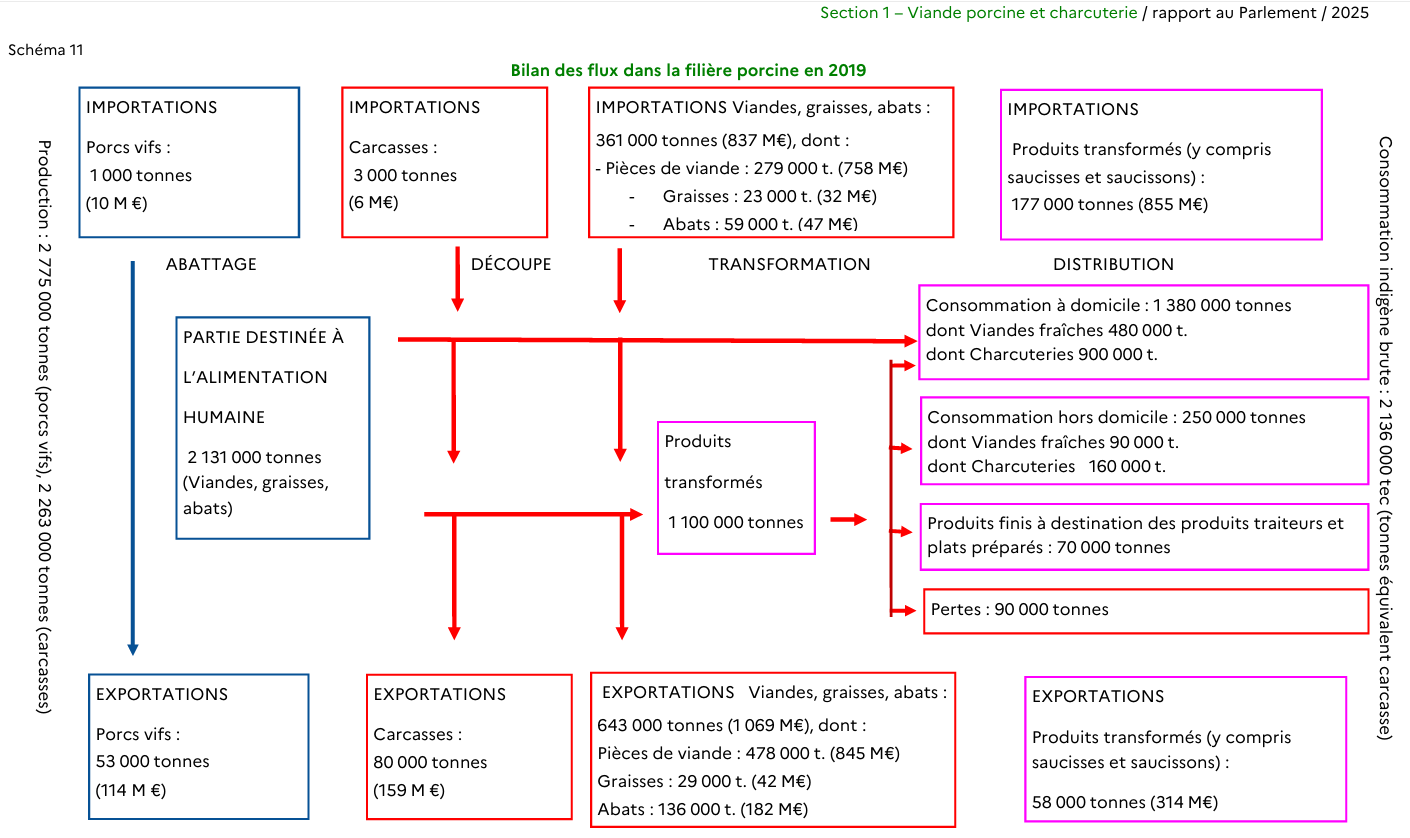 Section 1 – Viande porcine et charcuterie / rapport au Parlement / 2025
Schéma 11
Bilan des flux dans la filière porcine en 2019
Production : 2 775 000 tonnes (porcs vifs), 2 263 000 tonnes (carcasses)
IMPORTATIONS
Porcs vifs :
1 000 tonnes
(10 M €)
IMPORTATIONS
Carcasses :
3 000 tonnes
(6 M€)
IMPORTATIONS Viandes, graisses, abats :
361 000 tonnes (837 M€), dont :
- Pièces de viande : 279 000 t. (758 M€)
- Graisses : 23 000 t. (32 M€)
- Abats : 59 000 t. (47 M€)
IMPORTATIONS
Produits transformés (y compris
saucisses et saucissons) :
177 000 tonnes (855 M€)
ABATTAGE
DÉCOUPE
TRANSFORMATION
DISTRIBUTION
PARTIE DESTINÉE À
L’ALIMENTATION
HUMAINE
2 131 000 tonnes
(Viandes, graisses,
abats)
Produits
transformés
1 100 000 tonnes
Consommation à domicile : 1 380 000 tonnes
dont Viandes fraîches 480 000 t.
dont Charcuteries 900 000 t.
Consommation hors domicile : 250 000 tonnes
dont Viandes fraîches 90 000 t.
dont Charcuteries 160 000 t.
Produits finis à destination des produits traiteurs et
plats préparés : 70 000 tonnes
Pertes : 90 000 tonnes
EXPORTATIONS
Porcs vifs :
53 000 tonnes
(114 M €)
EXPORTATIONS
Carcasses :
80 000 tonnes
(159 M €)
EXPORTATIONS Viandes, graisses, abats :
643 000 tonnes (1 069 M€), dont :
Pièces de viande : 478 000 t. (845 M€)
Graisses : 29 000 t. (42 M€)
Abats : 136 000 t. (182 M€)
EXPORTATIONS
Produits transformés (y compris
saucisses et saucissons) :
58 000 tonnes (314 M€)
Consommation indigène brute : 2 136 000 tec (tonnes équivalent carcasse)